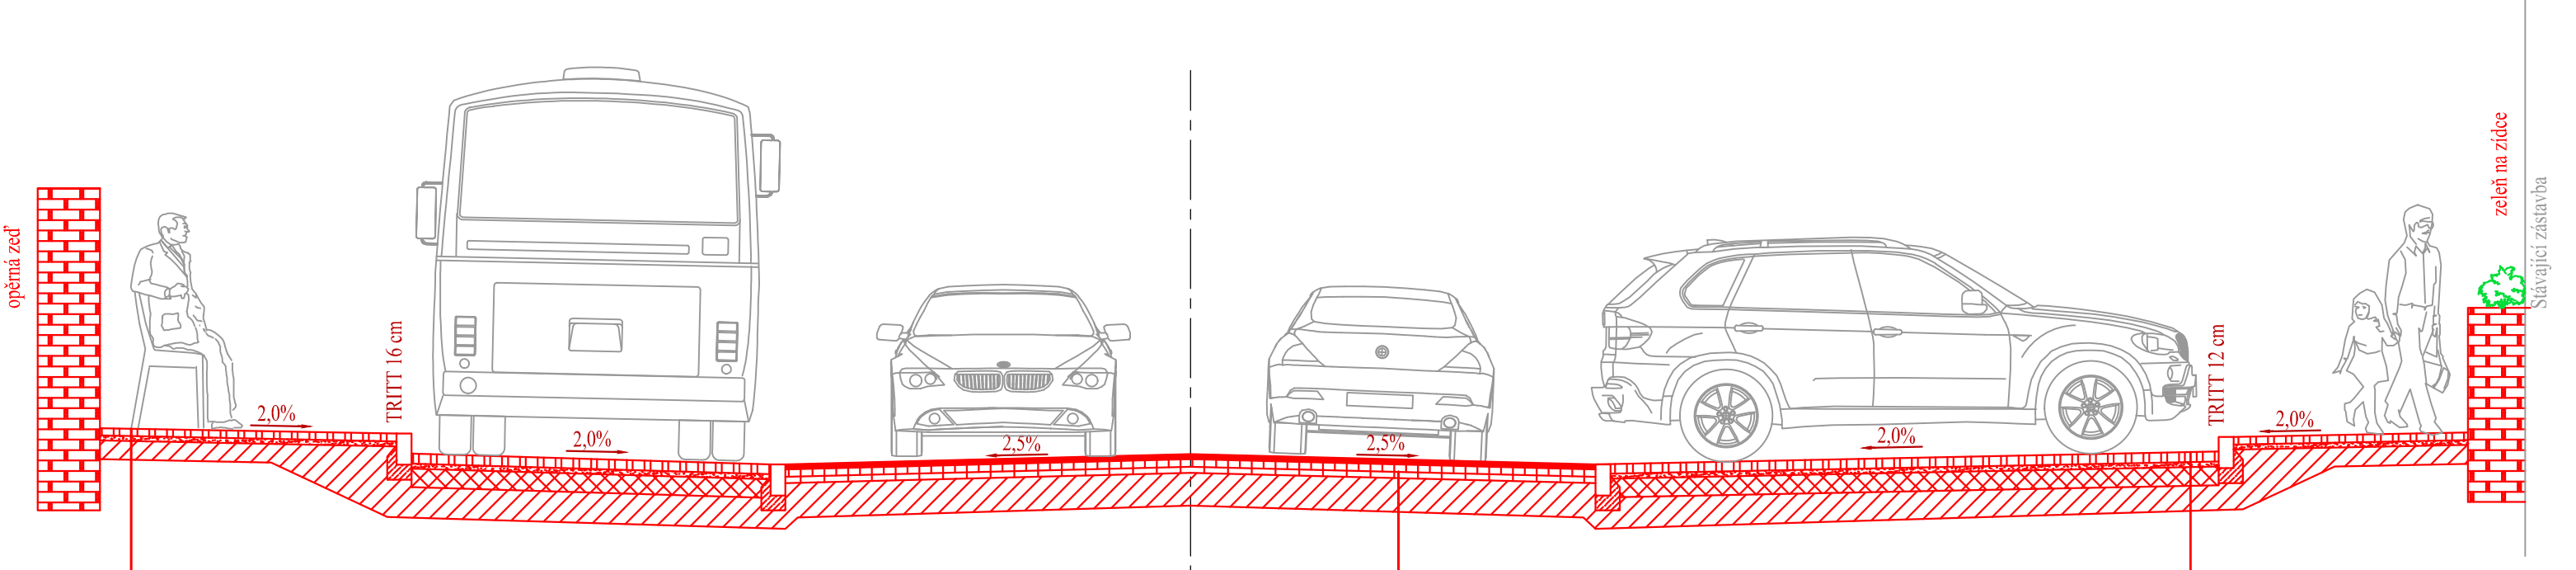 opěrná zeď
2,0%
TRITT 16 cm
2,0%
2,5%
2,5%
2,0%
TRITT 12 cm
2,0%
zeleň na zídce
Stávající zástavba